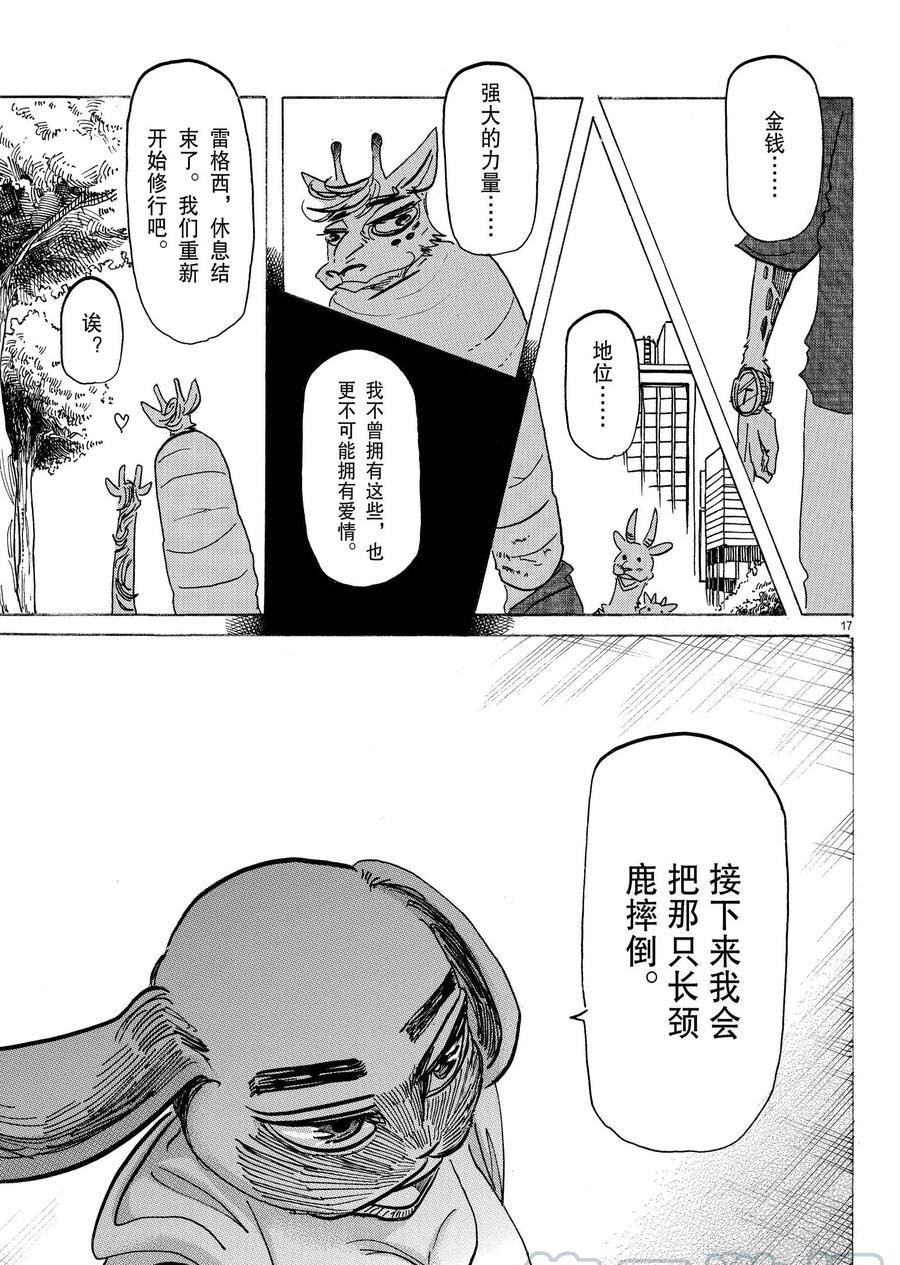 金钱……
地位……
强大的力量……
我不曾拥有这些，也
更不可能拥有爱情。
雷格西，休息结
束了。我们重新
开始修行吧。
诶？
17
接下来我会
把那只长颈
鹿摔倒。